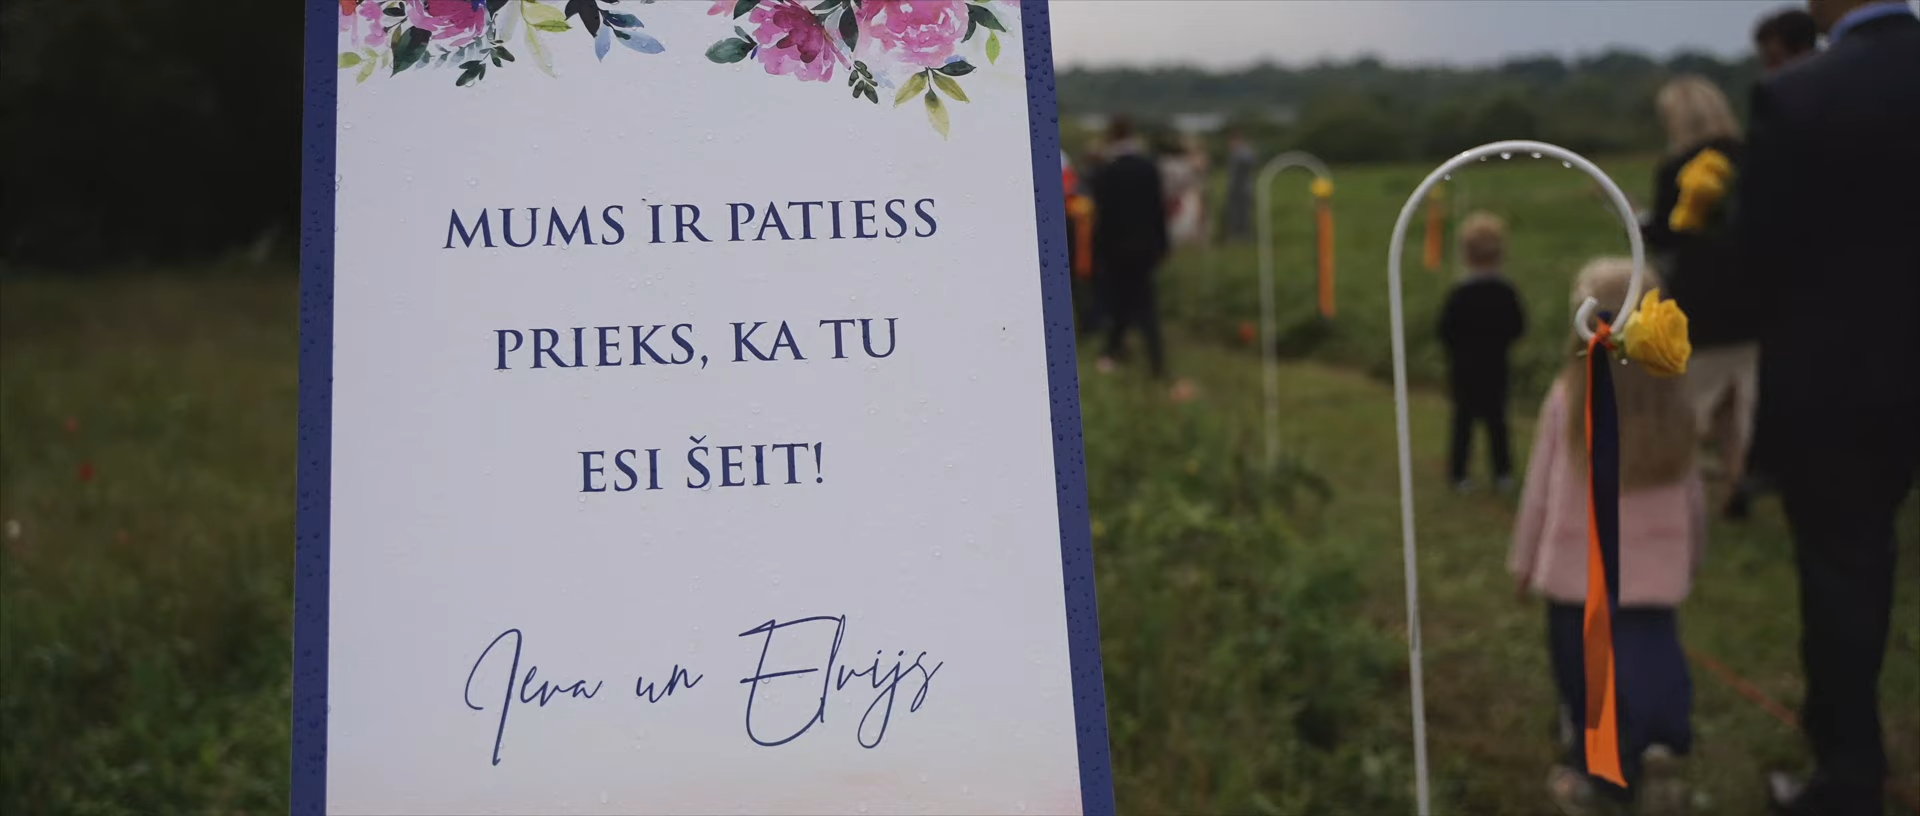 MUMS IR PATIESS
PRIEKS, KA TU
ESI ŠEIT!
Ieva un Elvijs